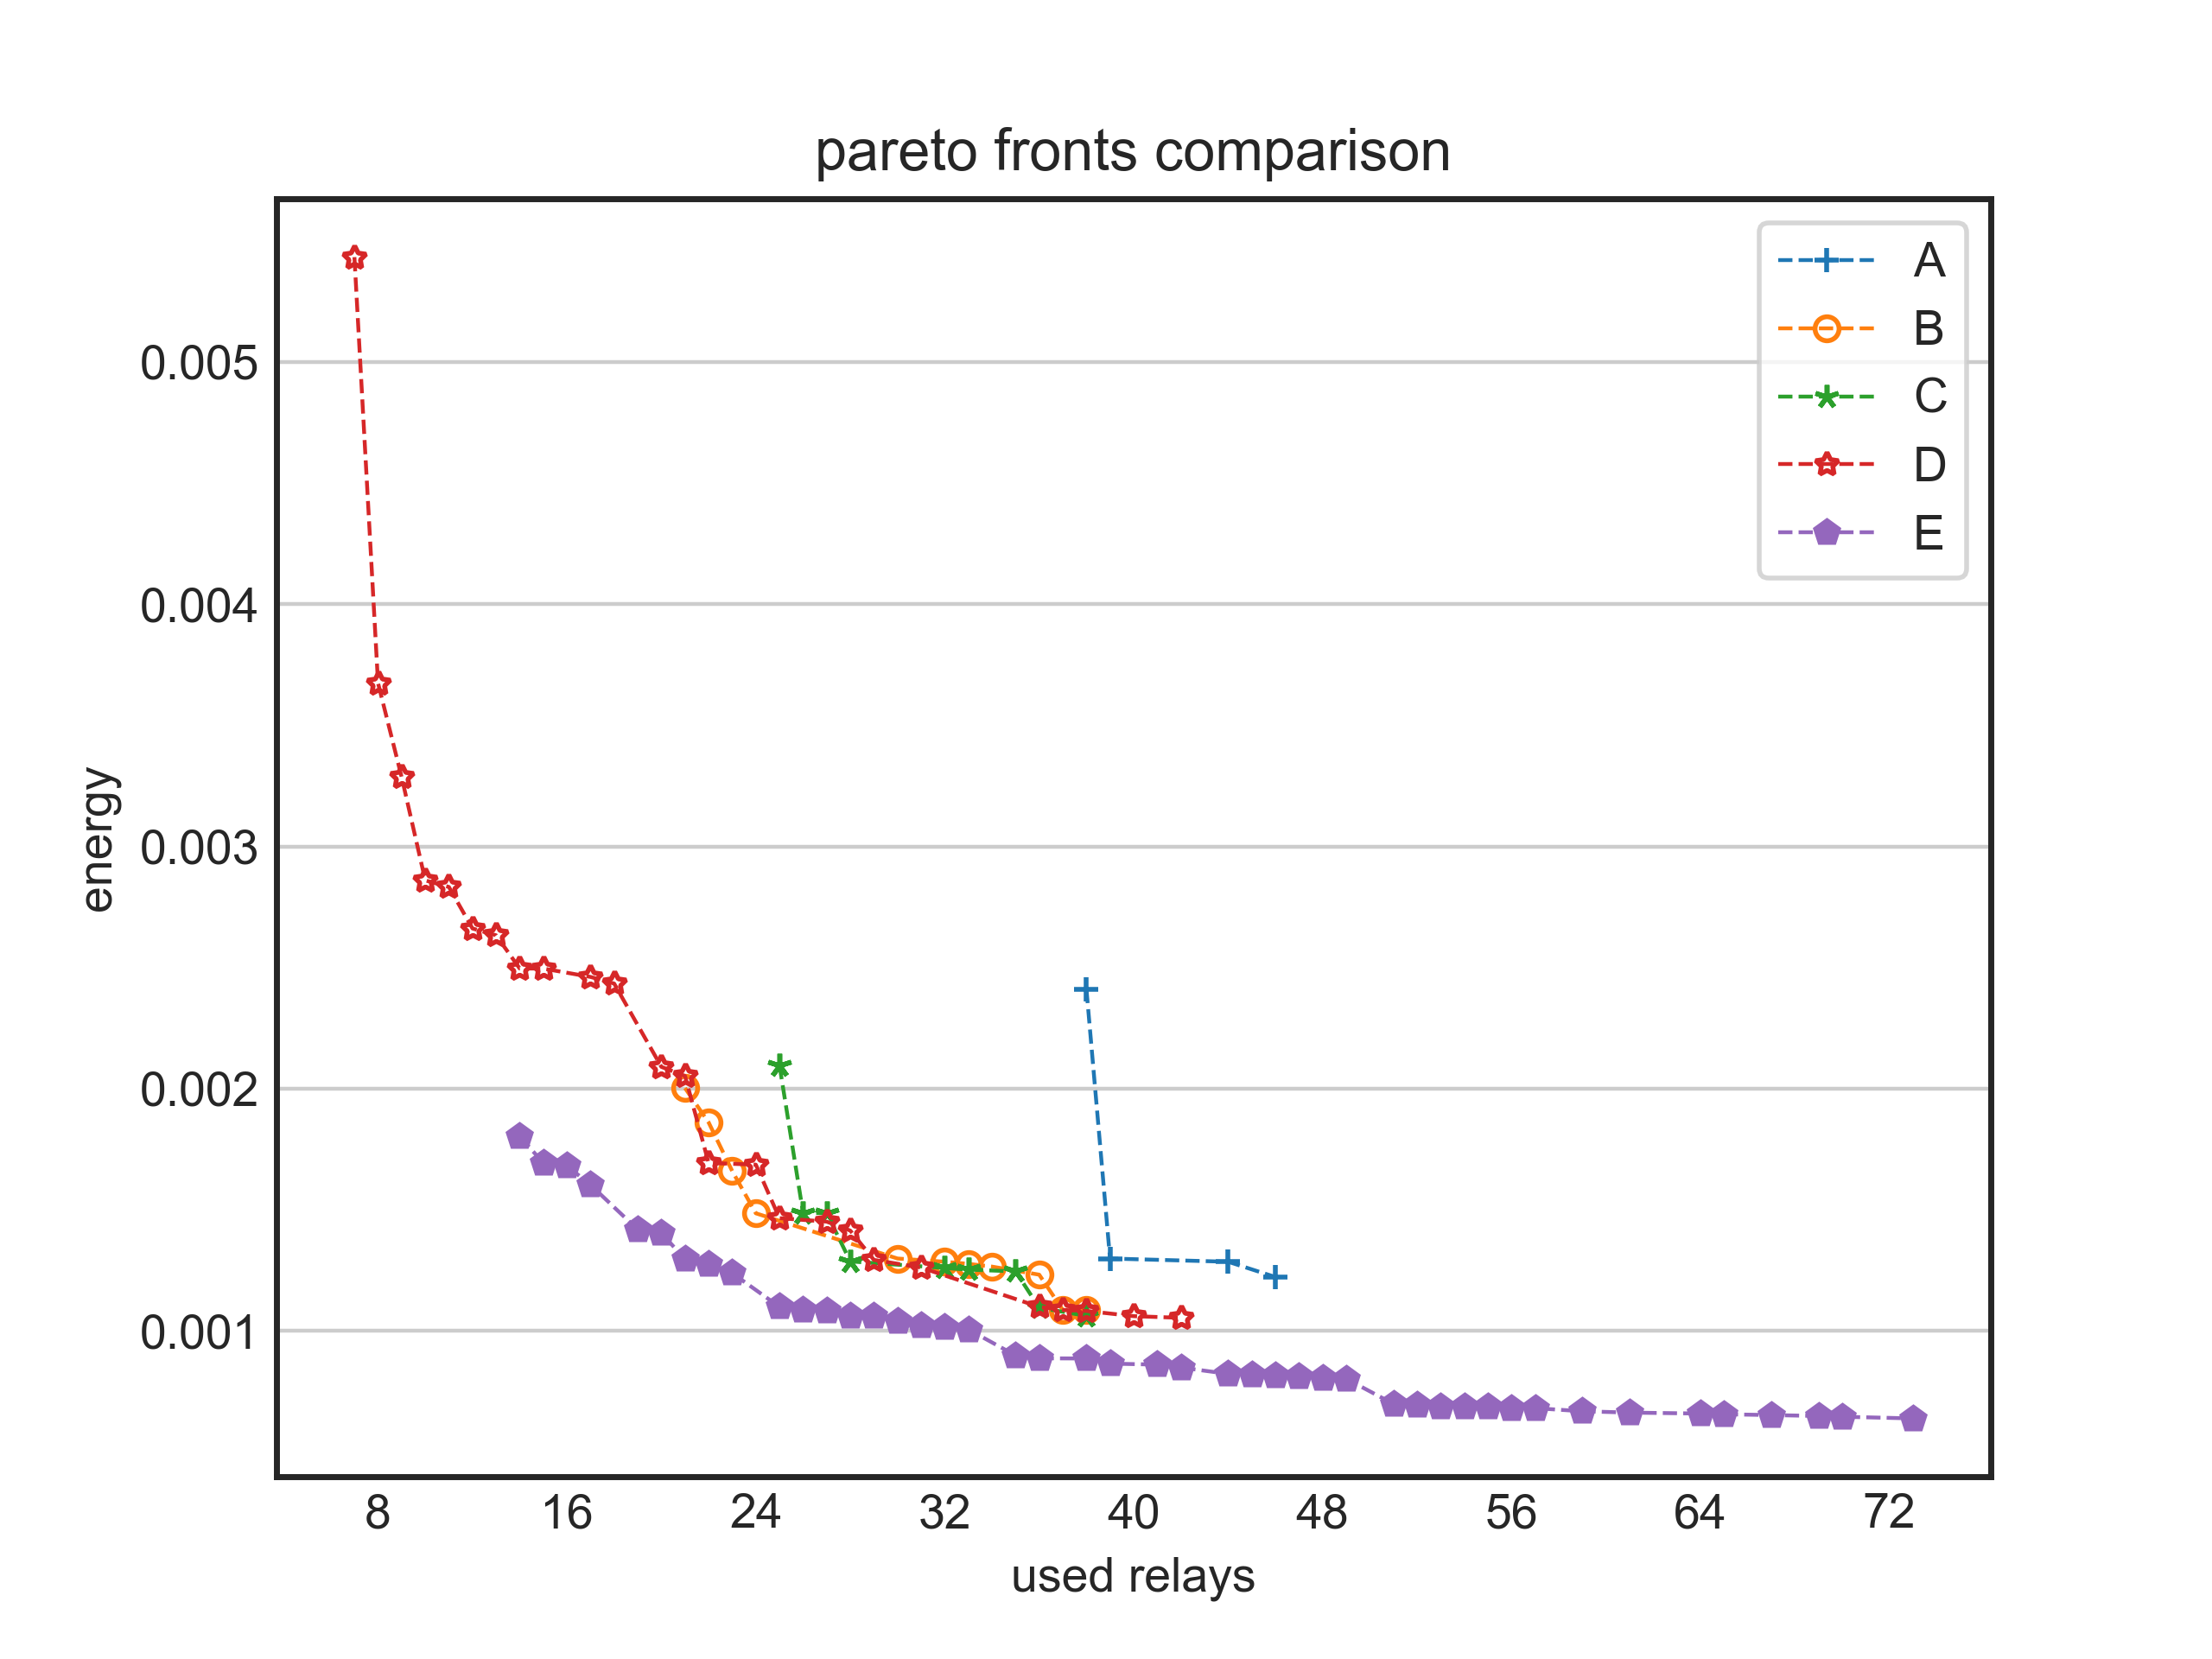 pareto fronts comparison
A
B
C
D
E
0.005
0.004
0.003
0.002
0.001
energy
8 16 24 32 40 48 56 64 72
used relays